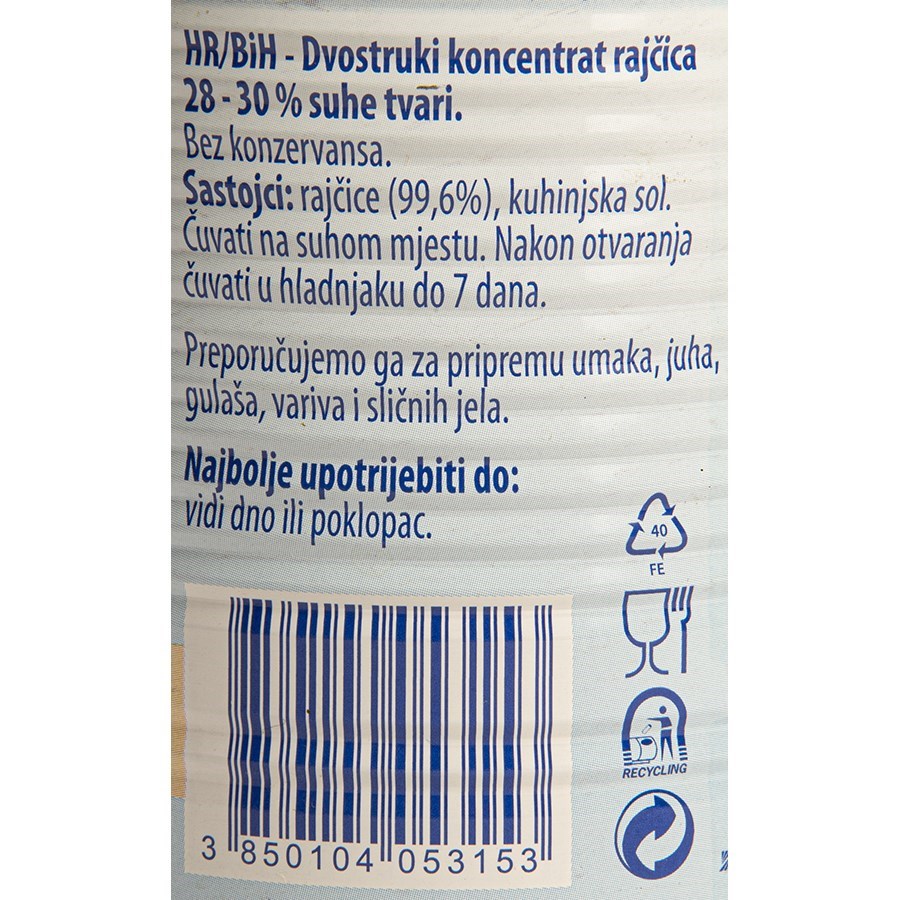 HR/BiH - Dvostruki koncentrat rajčica
28 - 30 % suhe tvari.
Bez konzervansa.
Sastojci: rajčice (99,6%), kuhinjska sol.
Čuvati na suhom mjestu. Nakon otvaranja
čuvati u hladnjaku do 7 dana.
Preporučujemo ga za pripremu umaka, juha,
gulaša, variva i sličnih jela.
Najbolje upotrijebiti do:
vidi dno ili poklopac.
40
FE
RECYCLING
3 850104 053153